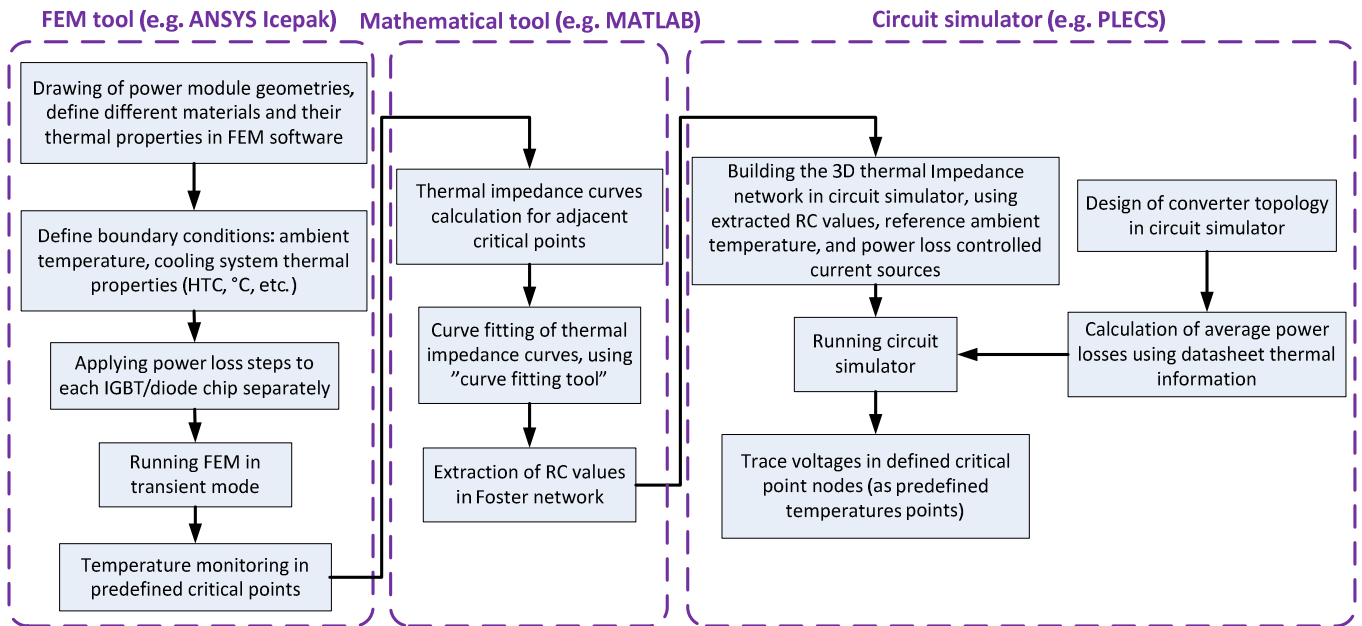 FEM tool (e.g. ANSYS Icepak)
Drawing of power module geometries,
define different materials and their
thermal properties in FEM software
Define boundary conditions: ambient
temperature, cooling system thermal
properties (HTC, °C, etc.)
Applying power loss steps to
each IGBT/diode chip separately
Running FEM in
transient mode
Temperature monitoring in
predefined critical points
Mathematical tool (e.g. MATLAB)
Thermal impedance curves
calculation for adjacent
critical points
Curve fitting of thermal
impedance curves, using
”curve fitting tool”
Extraction of RC values
in Foster network
Circuit simulator (e.g. PLECS)
Building the 3D thermal Impedance
network in circuit simulator, using
extracted RC values, reference ambient
temperature, and power loss controlled
current sources
Running circuit
simulator
Trace voltages in defined critical
point nodes (as predefined
temperatures points)
Design of converter topology
in circuit simulator
Calculation of average power
losses using datasheet thermal
information